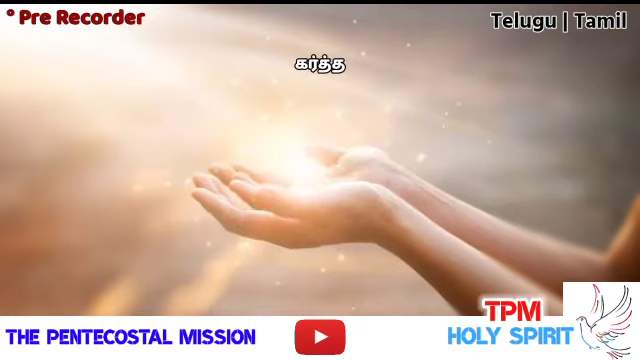 ° Pre Recorder
Telugu | Tamil
கர்த்த
TPM
THE PENTECOSTAL MISSION
HOLY SPIRIT